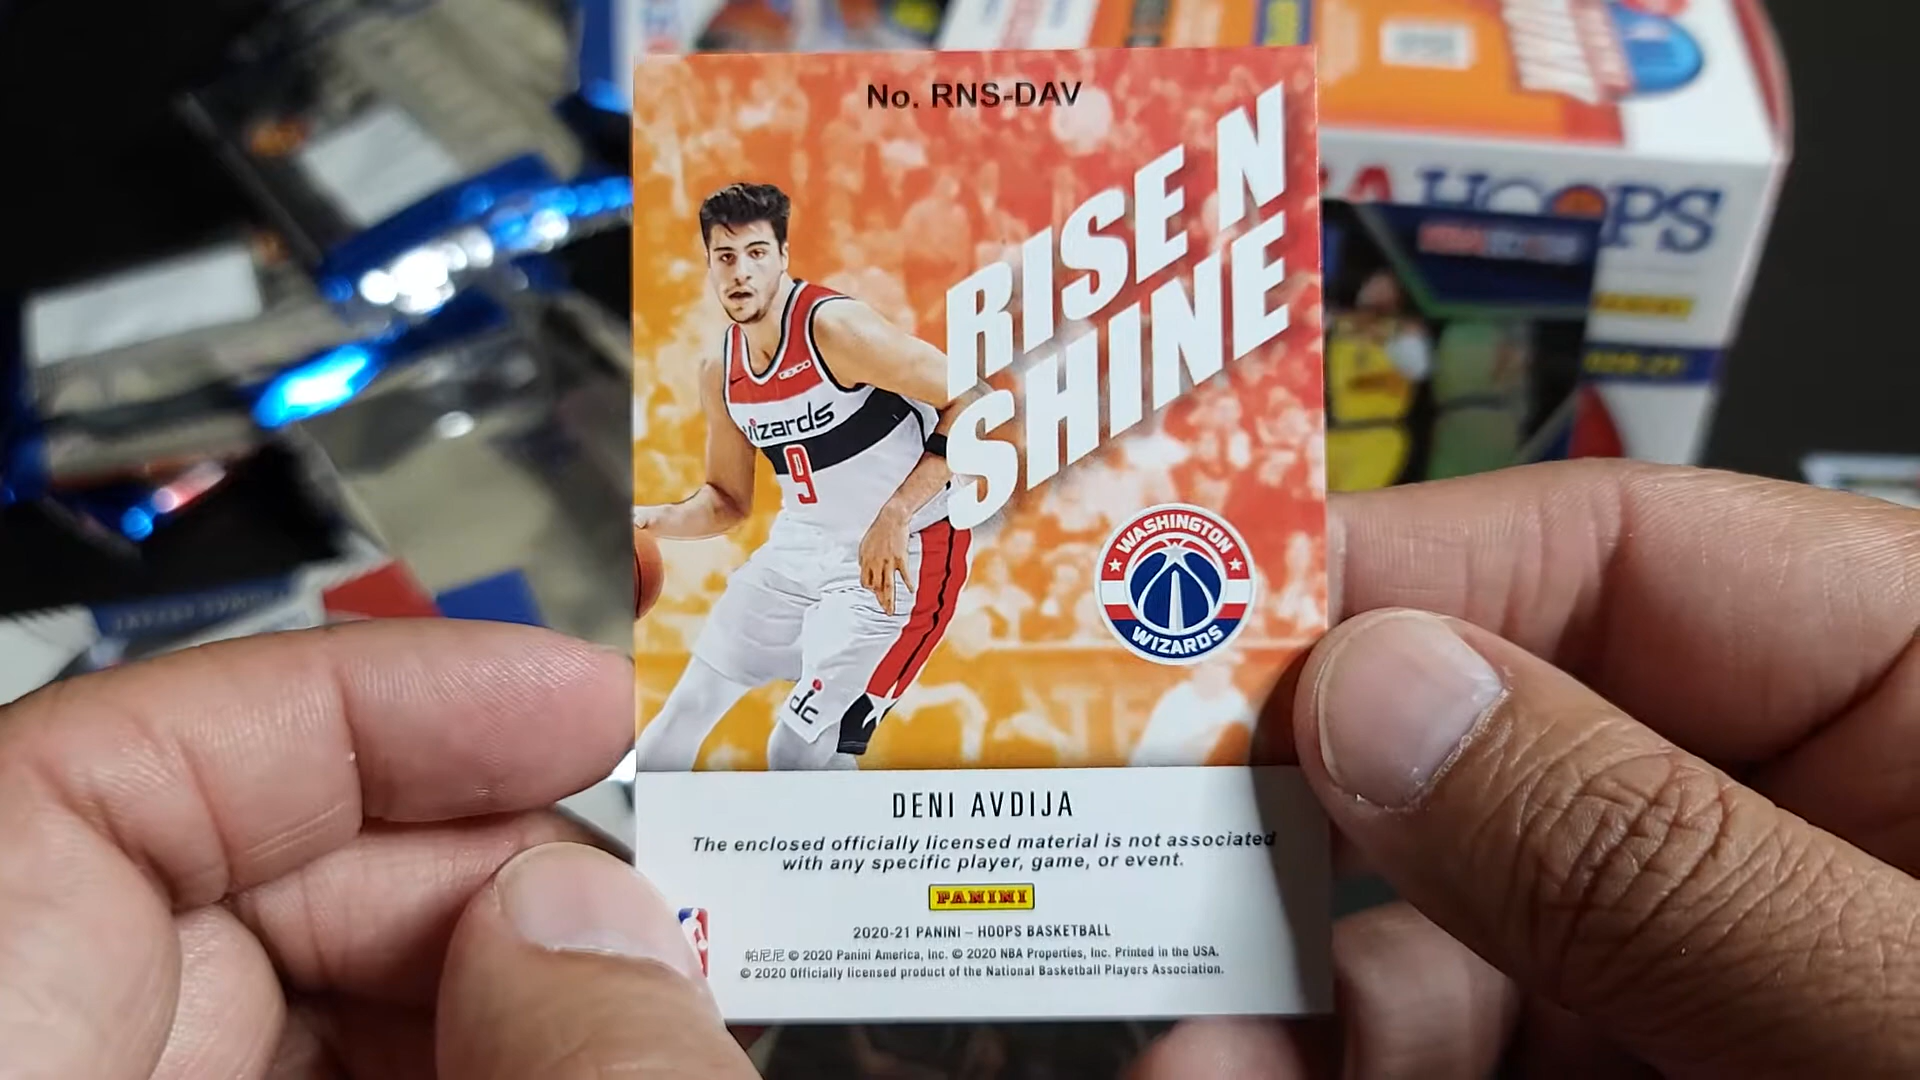 No. RNS-DAV
RISE N
SHINE
GEICO
wizards
9
WASHINGTON
WIZARDS
dc
DENI AVDIJA
The enclosed officially licensed material is not associated
with any specific player, game, or event.
PANINI
2020-21 PANINI – HOOPS BASKETBALL
帕尼尼 © 2020 Panini America, Inc. © 2020 NBA Properties, Inc. Printed in the USA.
© 2020 Officially licensed product of the National Basketball Players Association.
HOOPS
PANINI